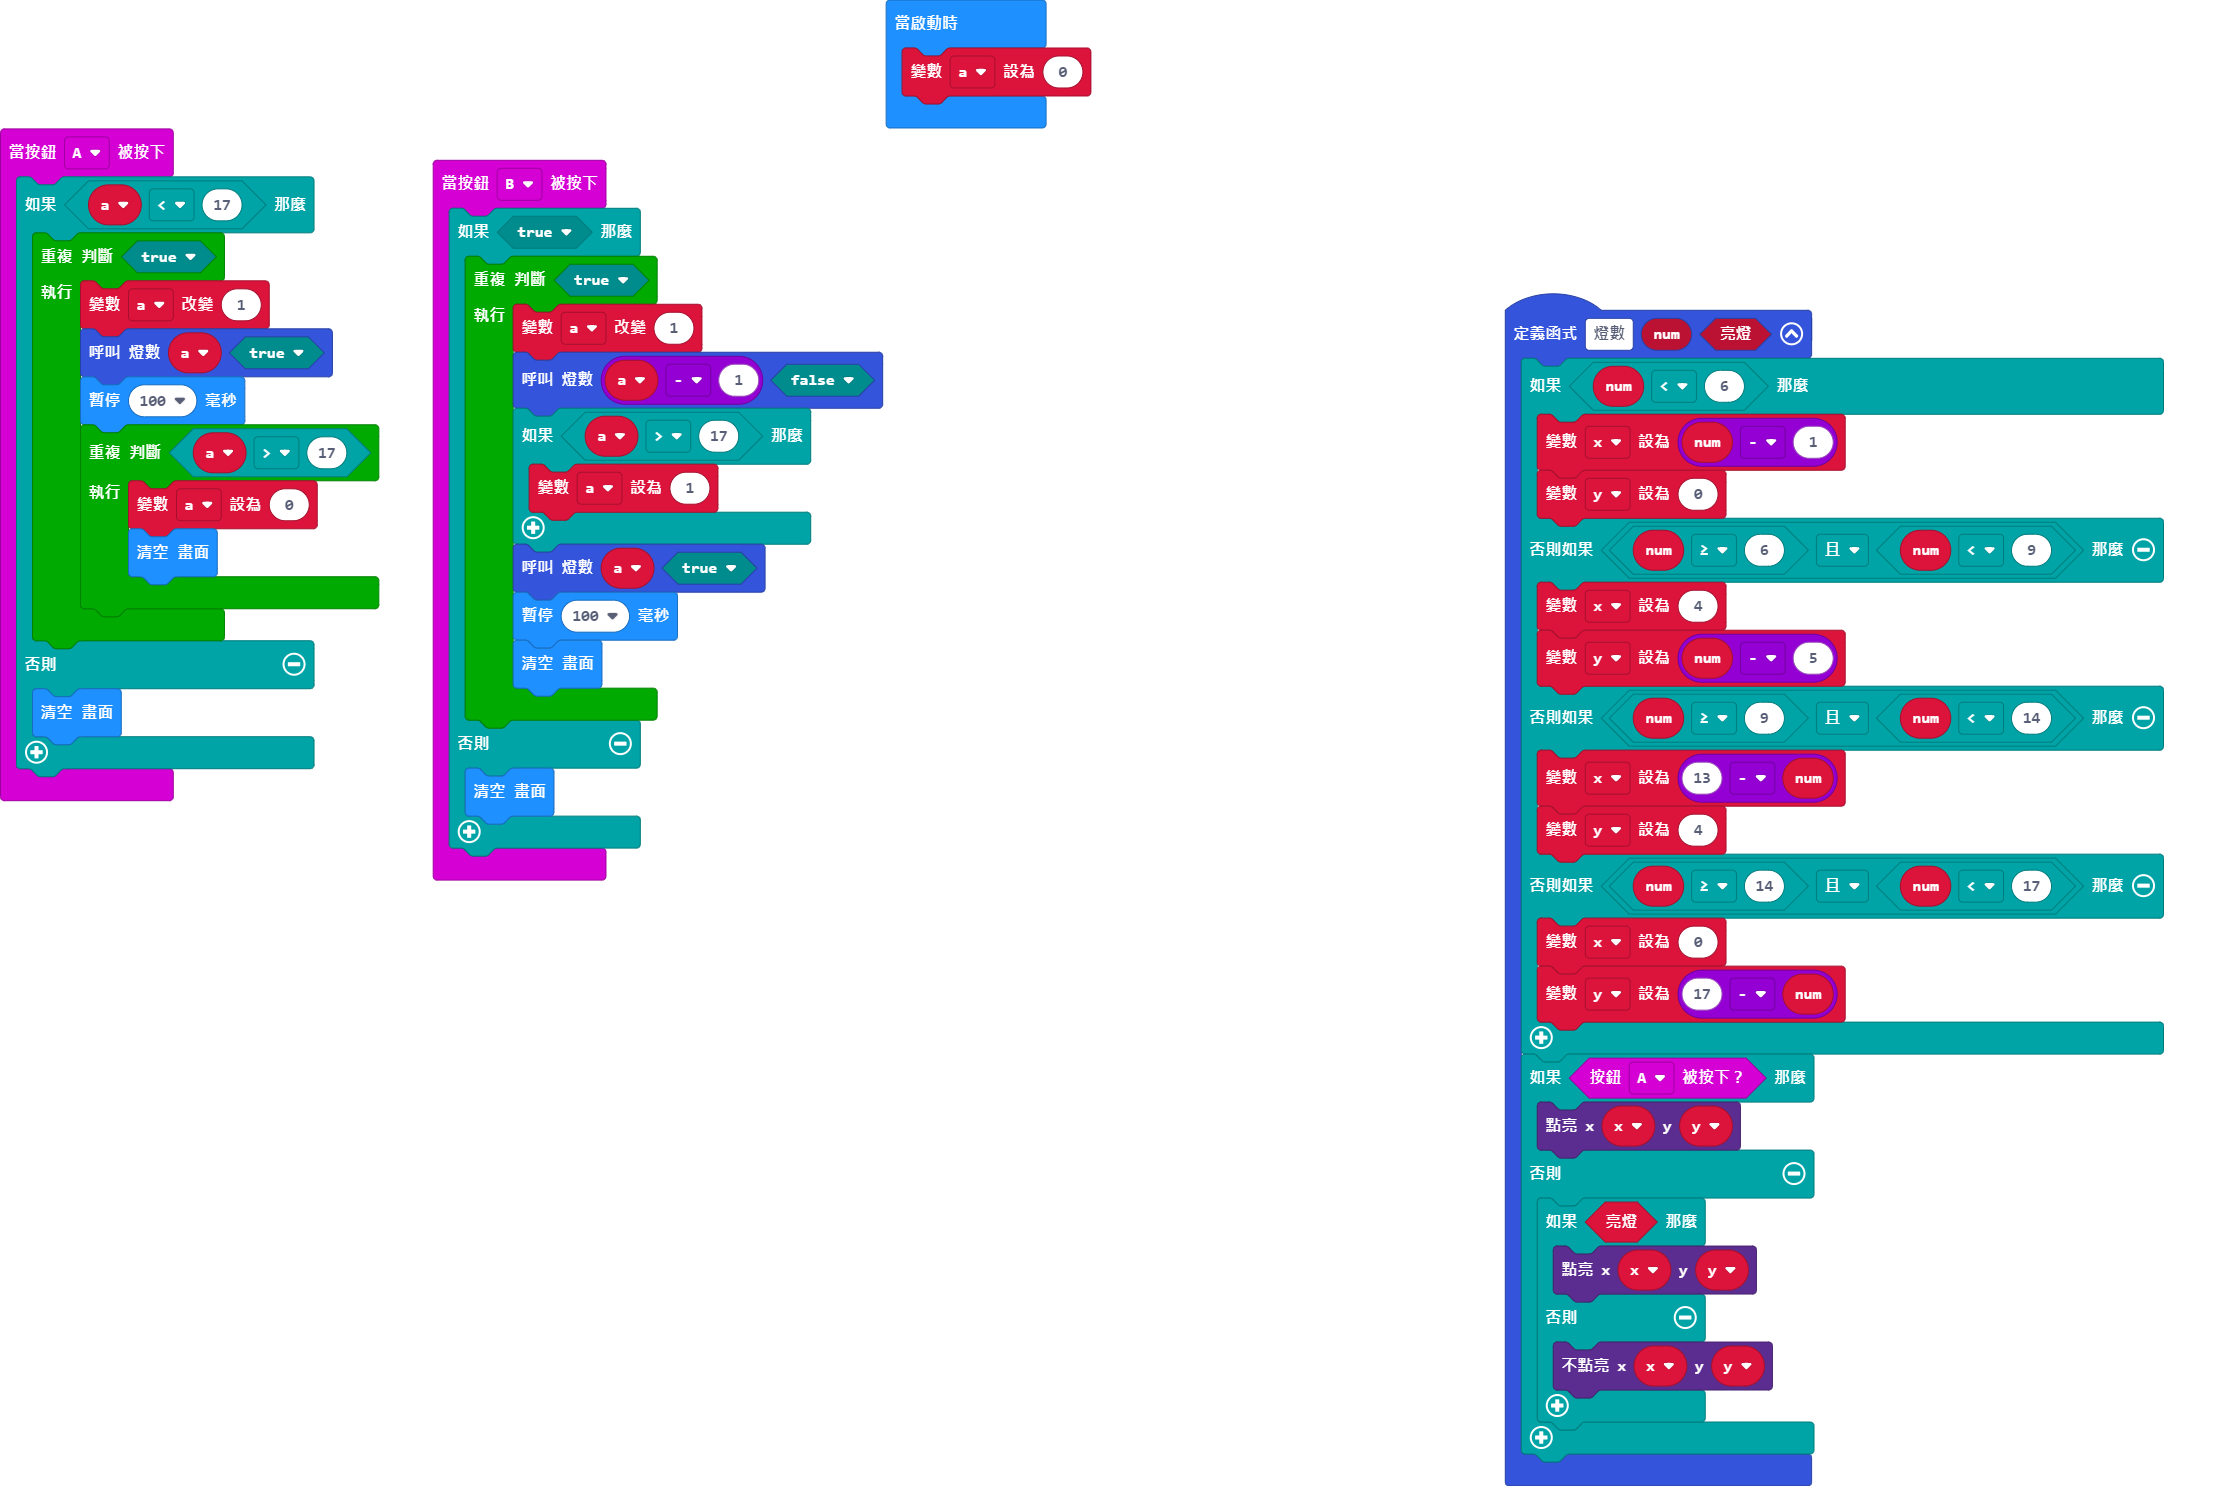 當啟動時
變數 a 設為 0
當按鈕 A 被按下
如果 a < 17 那麼
重複 判斷 true
執行
變數 a 改變 1
呼叫 燈數 a true
暫停 100 毫秒
重複 判斷 a > 17
執行
變數 a 設為 0
清空 畫面
否則
清空 畫面
當按鈕 B 被按下
如果 true 那麼
重複 判斷 true
執行
變數 a 改變 1
呼叫 燈數 a - 1 false
如果 a > 17 那麼
變數 a 設為 1
呼叫 燈數 a true
暫停 100 毫秒
清空 畫面
否則
清空 畫面
定義函式 燈數 num 亮燈
如果 num < 6 那麼
變數 x 設為 num - 1
變數 y 設為 0
否則如果 num ≥ 6 且 num < 9 那麼
變數 x 設為 4
變數 y 設為 num - 5
否則如果 num ≥ 9 且 num < 14 那麼
變數 x 設為 13 - num
變數 y 設為 4
否則如果 num ≥ 14 且 num < 17 那麼
變數 x 設為 0
變數 y 設為 17 - num
如果 按鈕 A 被按下？ 那麼
點亮 x x y y
否則
如果 亮燈 那麼
點亮 x x y y
否則
不點亮 x x y y